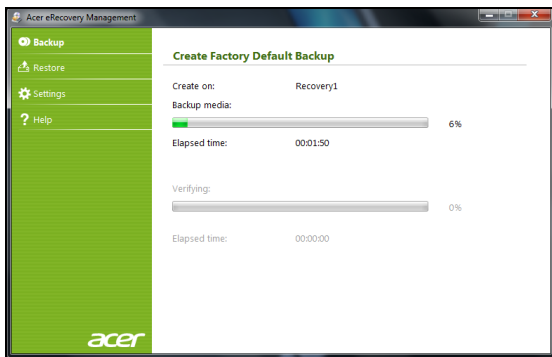 Acer eRecovery Management
Backup
Restore
Settings
? Help
Create Factory Default Backup
Create on: Recovery1
Backup media:
6%
Elapsed time: 00:01:50
Verifying:
0%
Elapsed time: 00:00:00
acer